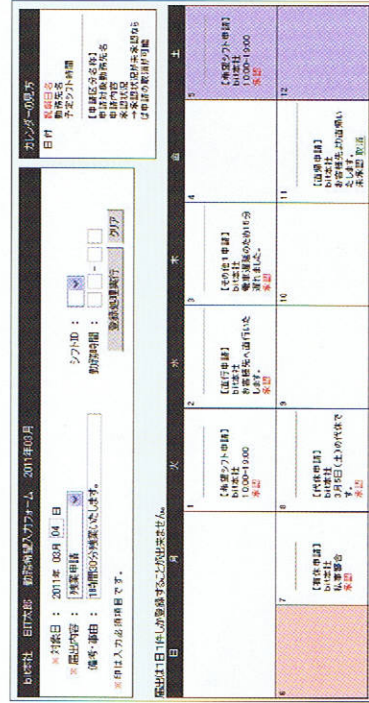 bit本社 BIT太郎 勤務希望入力フォーム 2011年03月
※ 対象日 : 2011年 03月 04 日
※ 届出内容 : 残業申請
備考・事由 : 1時間30分残業いたします。
※印は入力必須項目です。
シフトID :
勤務時間 : -
登録処理実行
クリア
カレンダーの見方
日付 祝祭日名
勤務先名
予定シフト時間
【申請区分名称】
申請対象勤務先名
申請内容
承認状況
→承認状況が未承認なら
ば申請の取消が可能
届出は1日1件しか登録することが出来ません。
日 月 火 水 木 金 土
1
【希望シフト申請】
bit本社
10:00-19:00
承認
2
【直行申請】
bit本社
お客様先へ直行いた
します。
承認
3
【その他1申請】
bit本社
電車遅延のため15分
遅れました。
承認
4
5
【希望シフト申請】
bit本社
10:00-19:00
承認
6
7
【有休申請】
bit本社
私事都合
承認
8
【代休申請】
bit本社
3月5日(土)の代休で
す。
承認
9
10
11
【直帰申請】
bit本社
お客様先より直帰い
たします。
未承認 取消
12